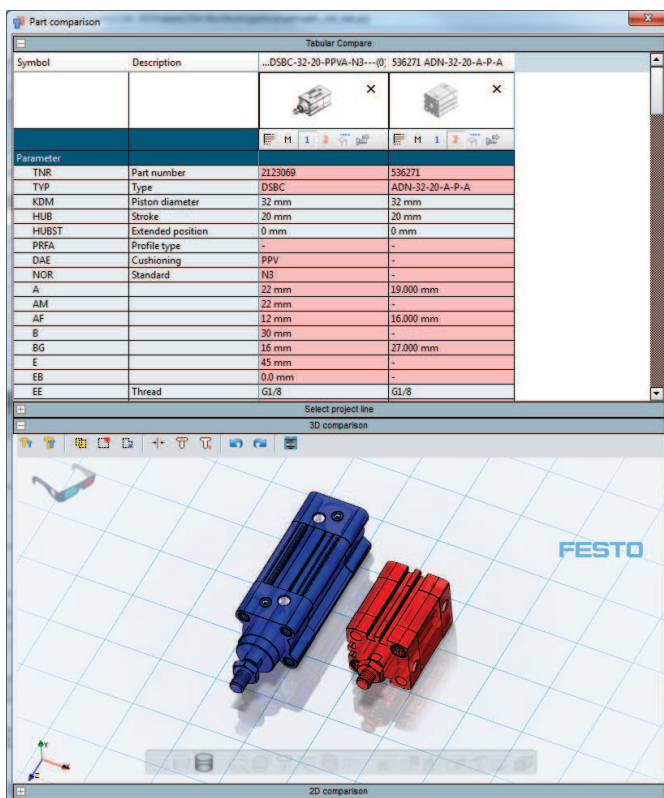 Part comparison
Tabular Compare
Symbol Description ...DSBC-32-20-PPVA-N3---(0) 536271 ADN-32-20-A-P-A
M 1 2 M 1 2
Parameter
TNR Part number 2123069 536271
TYP Type DSBC ADN-32-20-A-P-A
KDM Piston diameter 32 mm 32 mm
HUB Stroke 20 mm 20 mm
HUBST Extended position 0 mm 0 mm
PRFA Profile type - -
DAE Cushioning PPV -
NOR Standard N3 -
A 22 mm 19.000 mm
AM 22 mm -
AF 12 mm 16.000 mm
B 30 mm -
BG 16 mm 27.000 mm
E 45 mm -
EB 0.0 mm -
EE Thread G1/8 G1/8
Select project line
3D comparison
FESTO
Y
X
Z
2D comparison